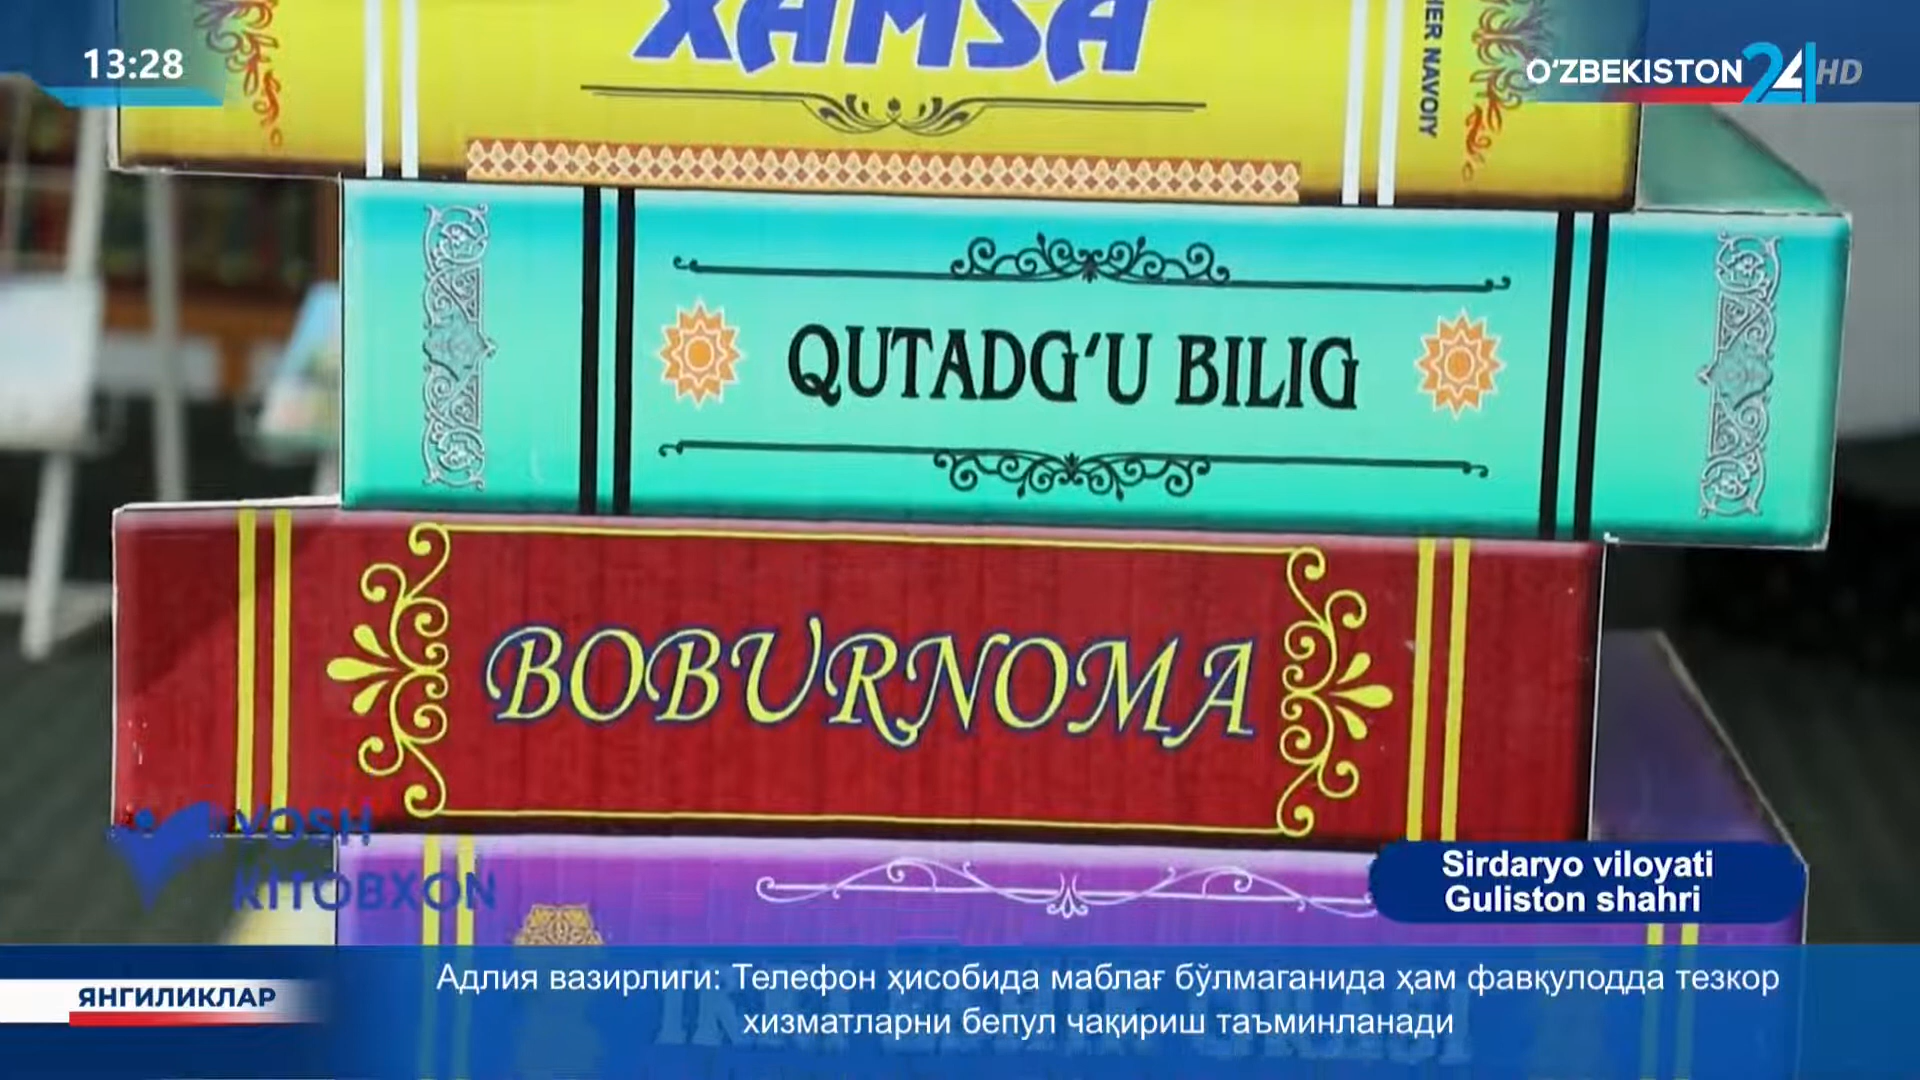 XAMSA
13:28
O‘ZBEKISTON 24 HD
NAVOIY
QUTADG‘U BILIG
BOBURNOMA
YOSH
KITOBXON
Sirdaryo viloyati
Guliston shahri
ЯНГИЛИКЛАР
Адлия вазирлиги: Телефон ҳисобида маблағ бўлмаганида ҳам фавқулодда тезкор
хизматларни бепул чақириш таъминланади